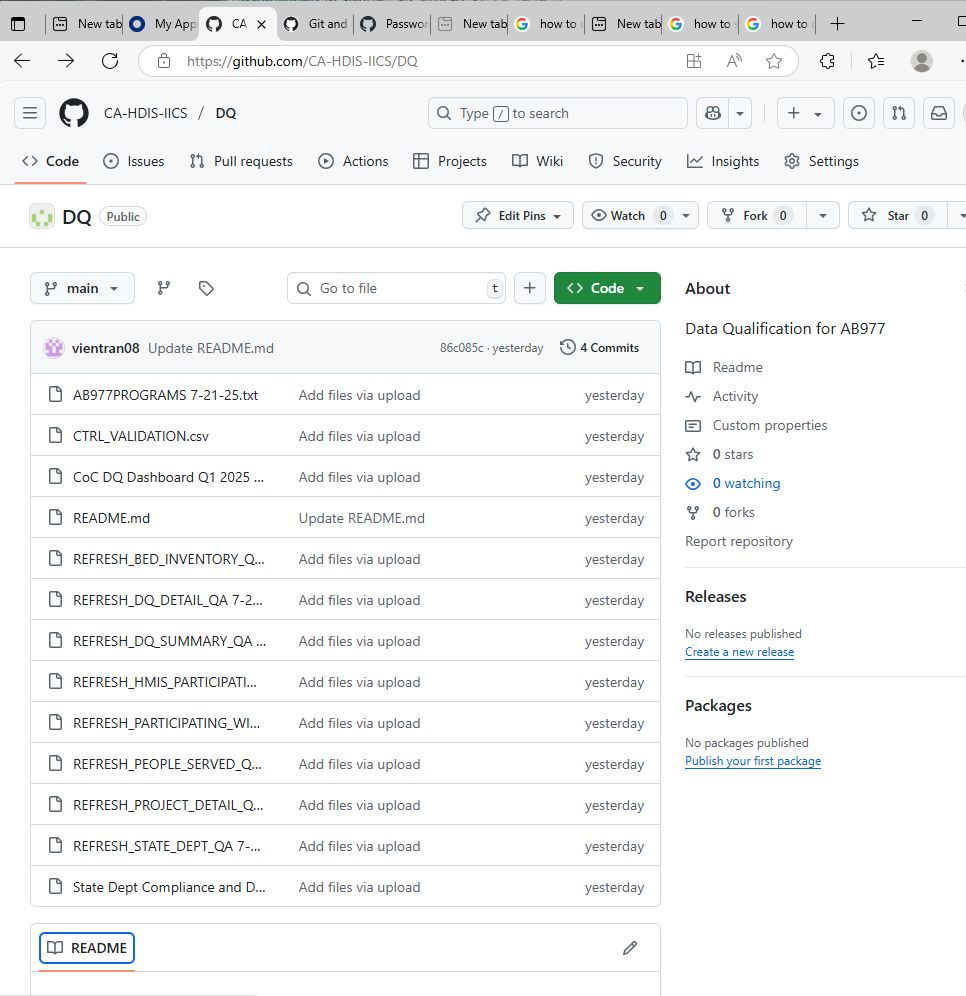 New tab
My App
CA
Git and
Passwor
New tab
how to
New tab
how to
how to
https://github.com/CA-HDIS-IICS/DQ
CA-HDIS-IICS / DQ
Type / to search
Code
Issues
Pull requests
Actions
Projects
Wiki
Security
Insights
Settings
DQ Public
Edit Pins
Watch 0
Fork 0
Star 0
main
Go to file t
Code
About
Data Qualification for AB977
vientran08 Update README.md 86c085c · yesterday 4 Commits
AB977PROGRAMS 7-21-25.txt Add files via upload yesterday
CTRL_VALIDATION.csv Add files via upload yesterday
CoC DQ Dashboard Q1 2025 ... Add files via upload yesterday
README.md Update README.md yesterday
REFRESH_BED_INVENTORY_Q... Add files via upload yesterday
REFRESH_DQ_DETAIL_QA 7-2... Add files via upload yesterday
REFRESH_DQ_SUMMARY_QA ... Add files via upload yesterday
REFRESH_HMIS_PARTICIPATI... Add files via upload yesterday
REFRESH_PARTICIPATING_WI... Add files via upload yesterday
REFRESH_PEOPLE_SERVED_Q... Add files via upload yesterday
REFRESH_PROJECT_DETAIL_Q... Add files via upload yesterday
REFRESH_STATE_DEPT_QA 7-... Add files via upload yesterday
State Dept Compliance and D... Add files via upload yesterday
README
Readme
Activity
Custom properties
0 stars
0 watching
0 forks
Report repository
Releases
No releases published
Create a new release
Packages
No packages published
Publish your first package